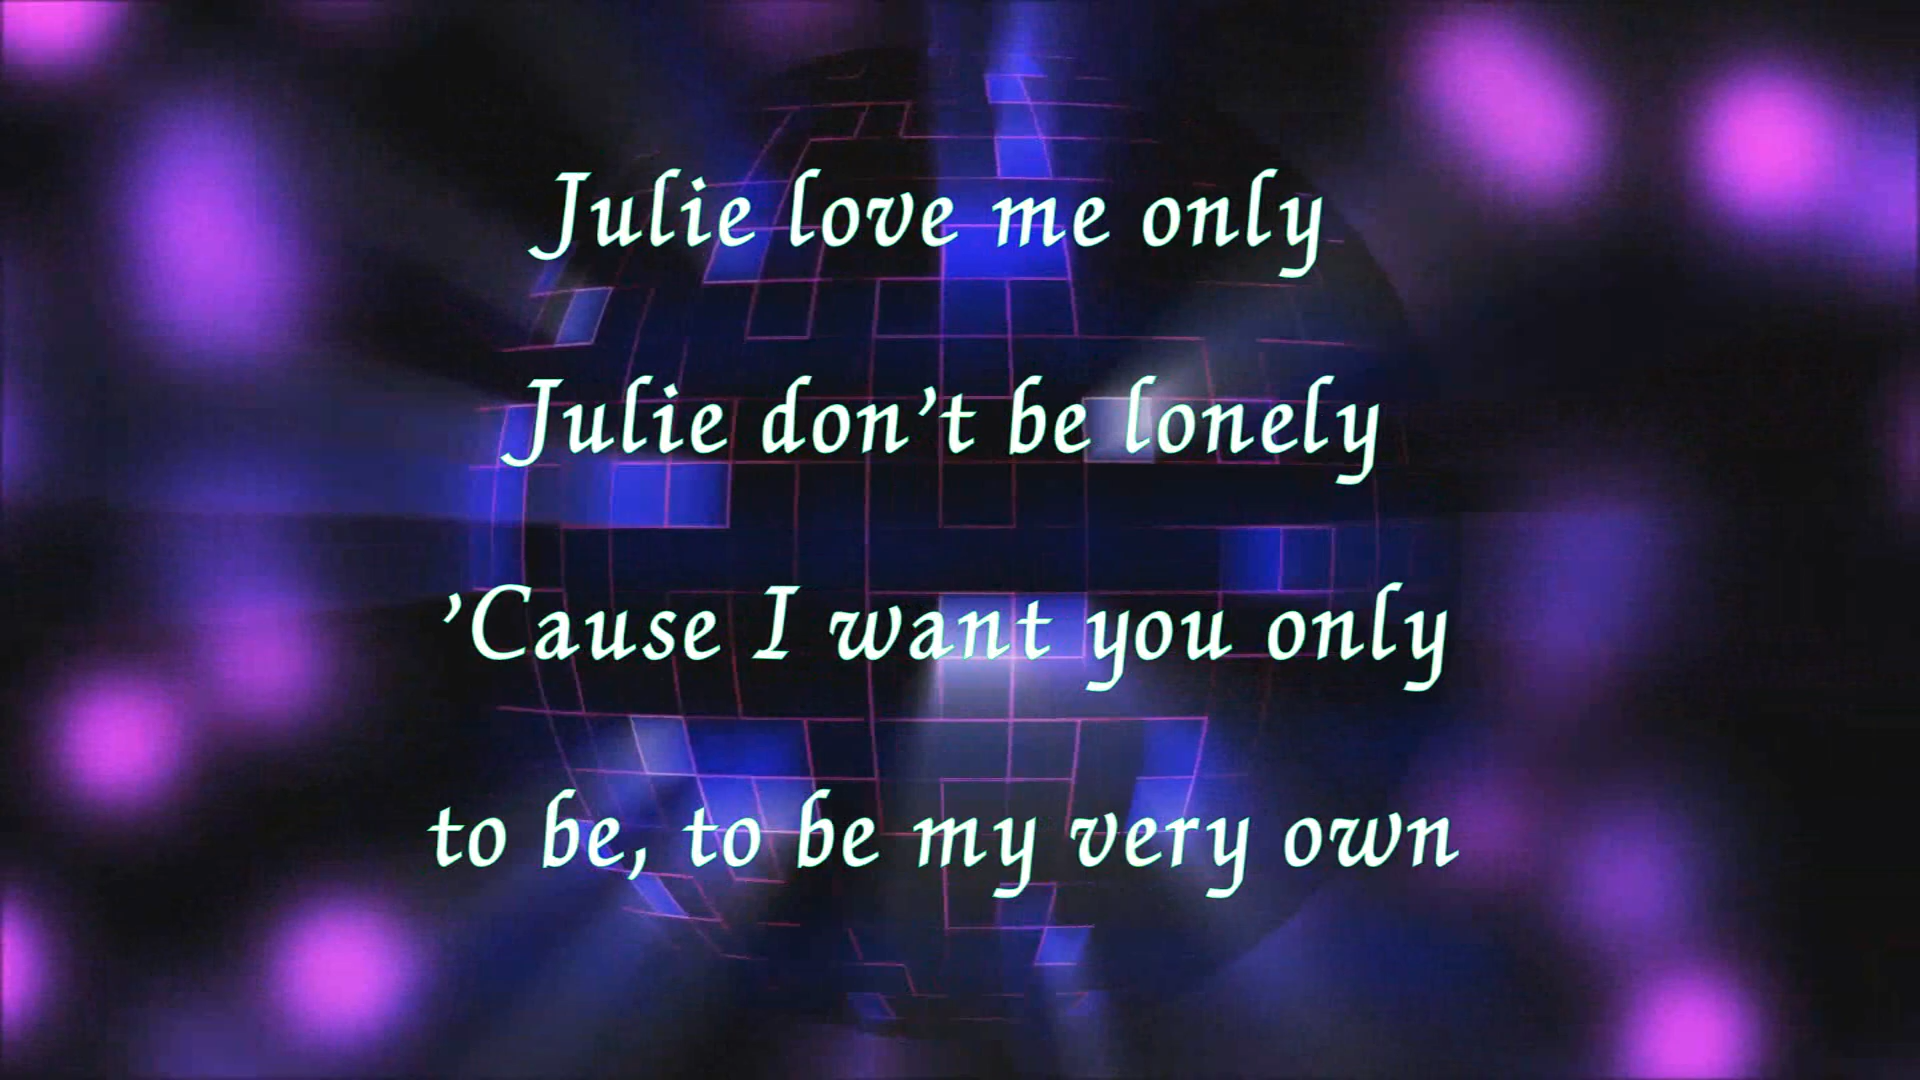 Julie love me only
Julie don't be lonely
'Cause I want you only
to be, to be my very own